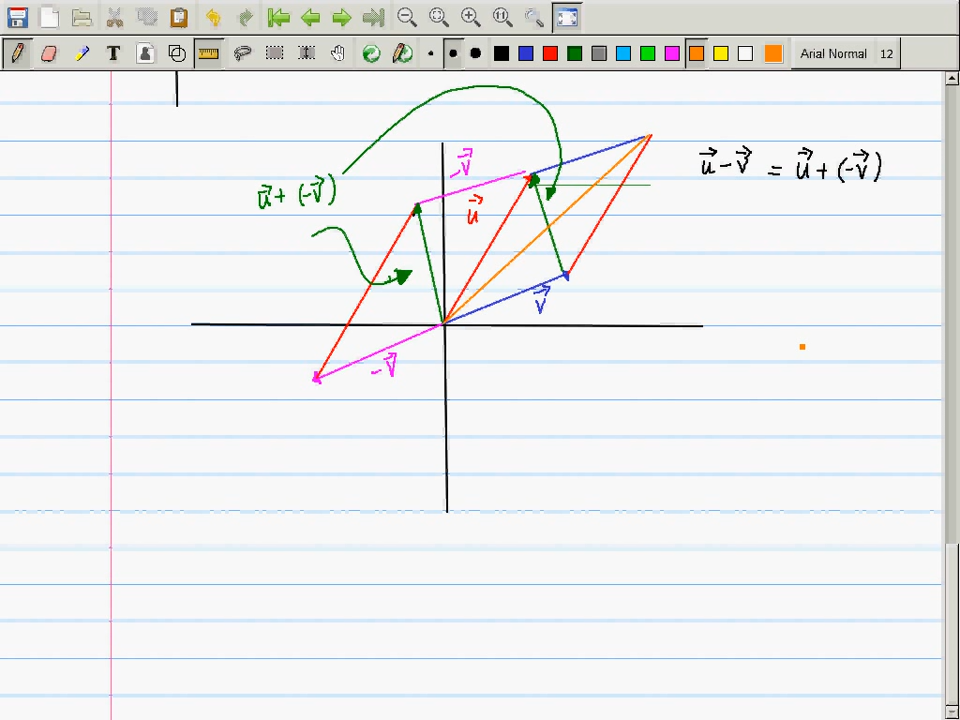 Arial Normal 12
-v⃗
u⃗ - v⃗ = u⃗ + (-v⃗)
u⃗ + (-v⃗)
u⃗
v⃗
-v⃗